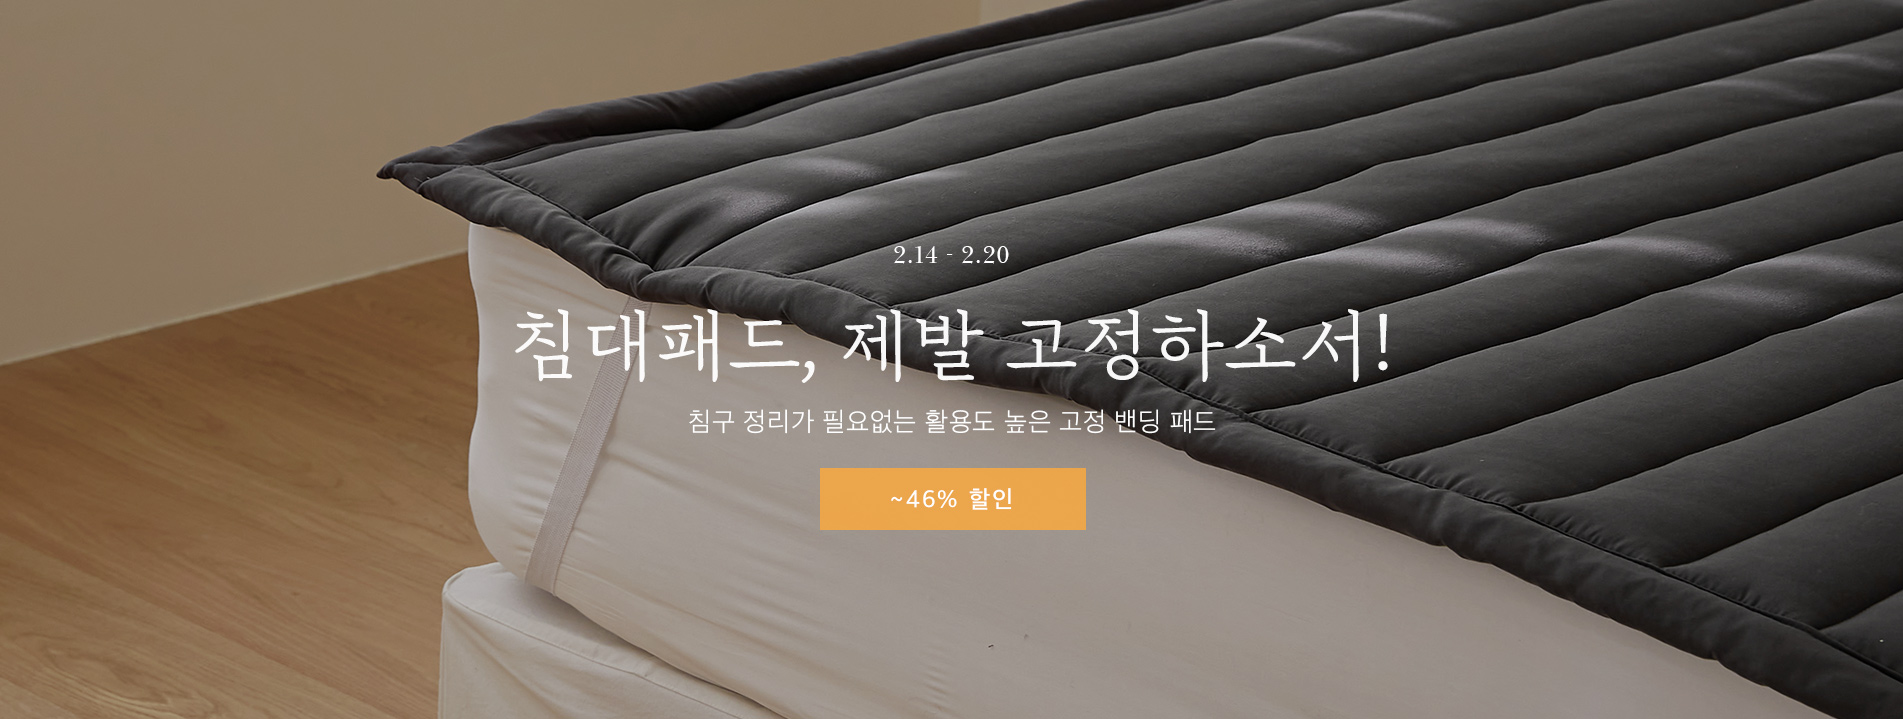 2.14 - 2.20
침대패드, 제발 고정하소서!
침구 정리가 필요없는 활용도 높은 고정 밴딩 패드
~46% 할인